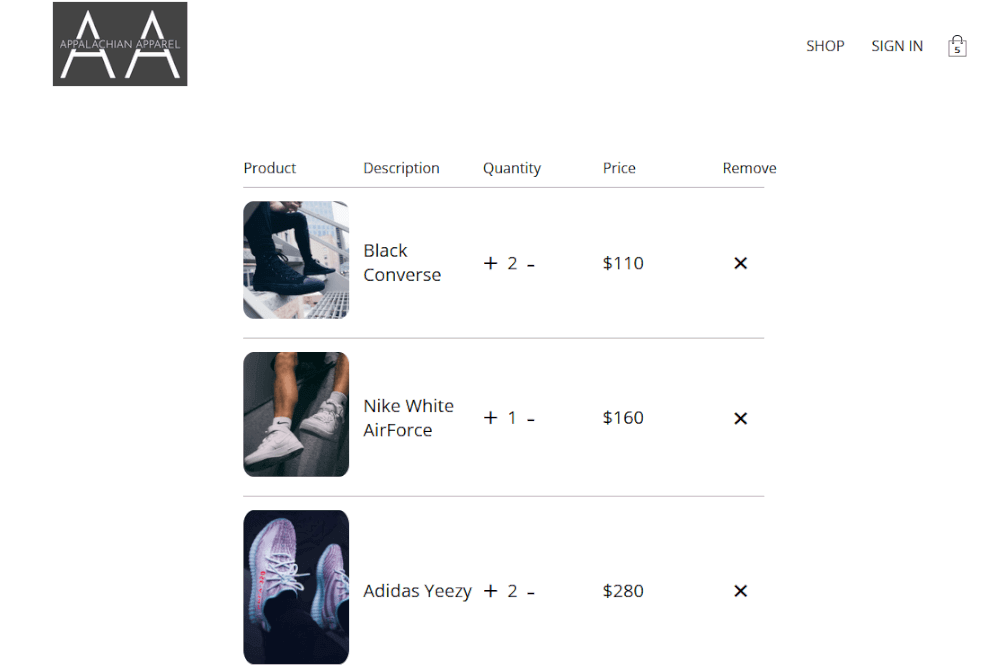 APPALACHIAN APPAREL
SHOP SIGN IN 5
Product Description Quantity Price Remove
Black
Converse
+ 2 - $110 ✕
Nike White
AirForce
+ 1 - $160 ✕
Adidas Yeezy + 2 - $280 ✕